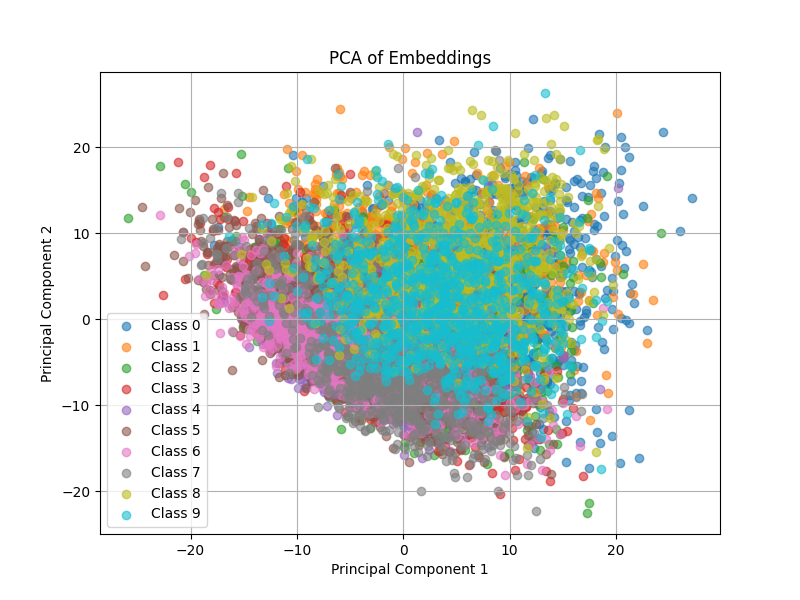 PCA of Embeddings
Principal Component 2
20
10
0
−10
−20
Class 0
Class 1
Class 2
Class 3
Class 4
Class 5
Class 6
Class 7
Class 8
Class 9
−20 −10 0 10 20
Principal Component 1